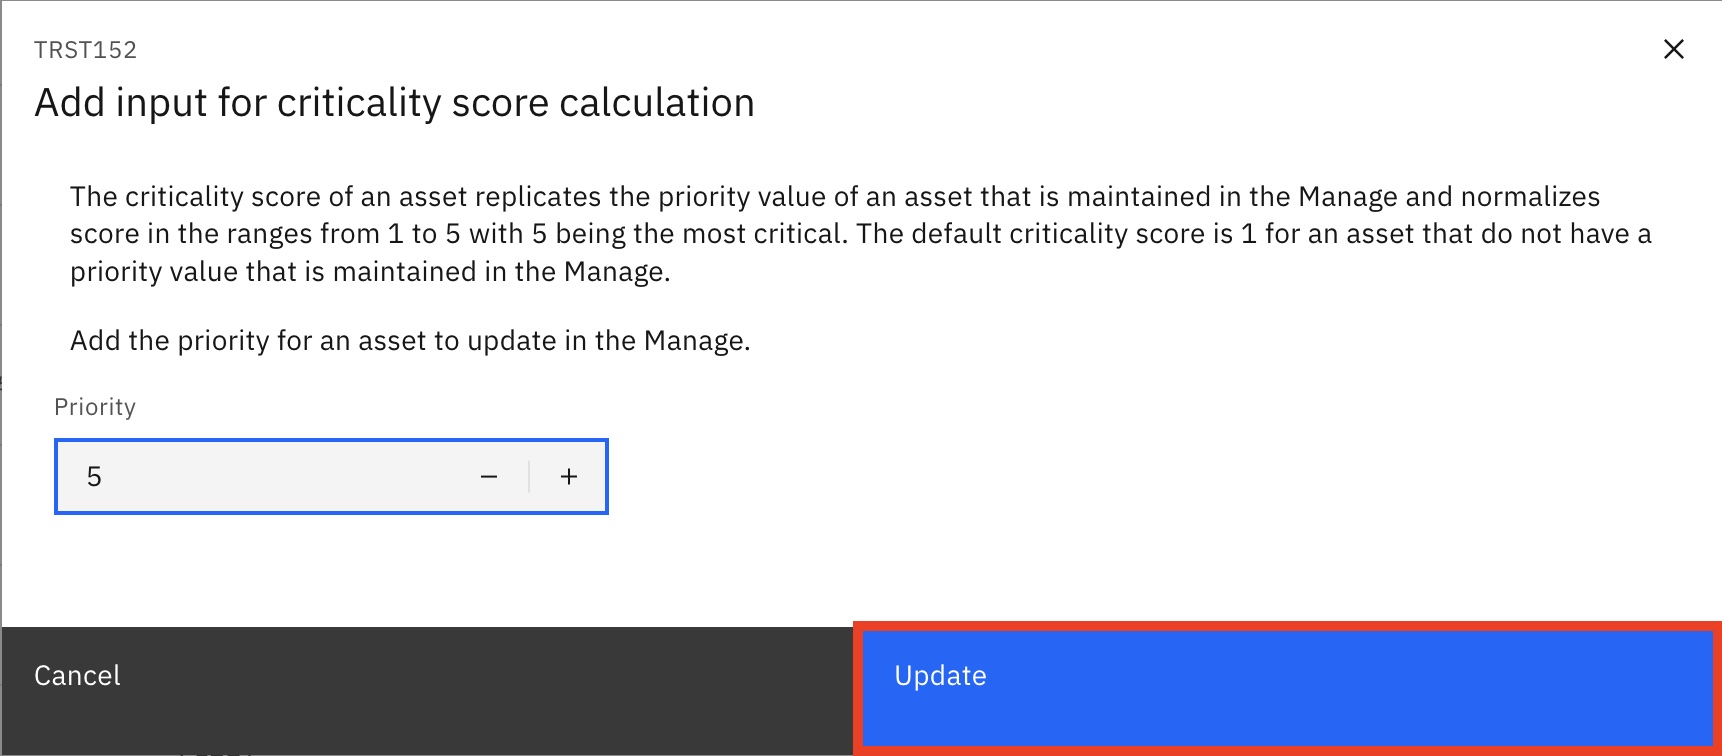 TRST152
Add input for criticality score calculation
The criticality score of an asset replicates the priority value of an asset that is maintained in the Manage and normalizes
score in the ranges from 1 to 5 with 5 being the most critical. The default criticality score is 1 for an asset that do not have a
priority value that is maintained in the Manage.
Add the priority for an asset to update in the Manage.
Priority
5
Cancel
Update